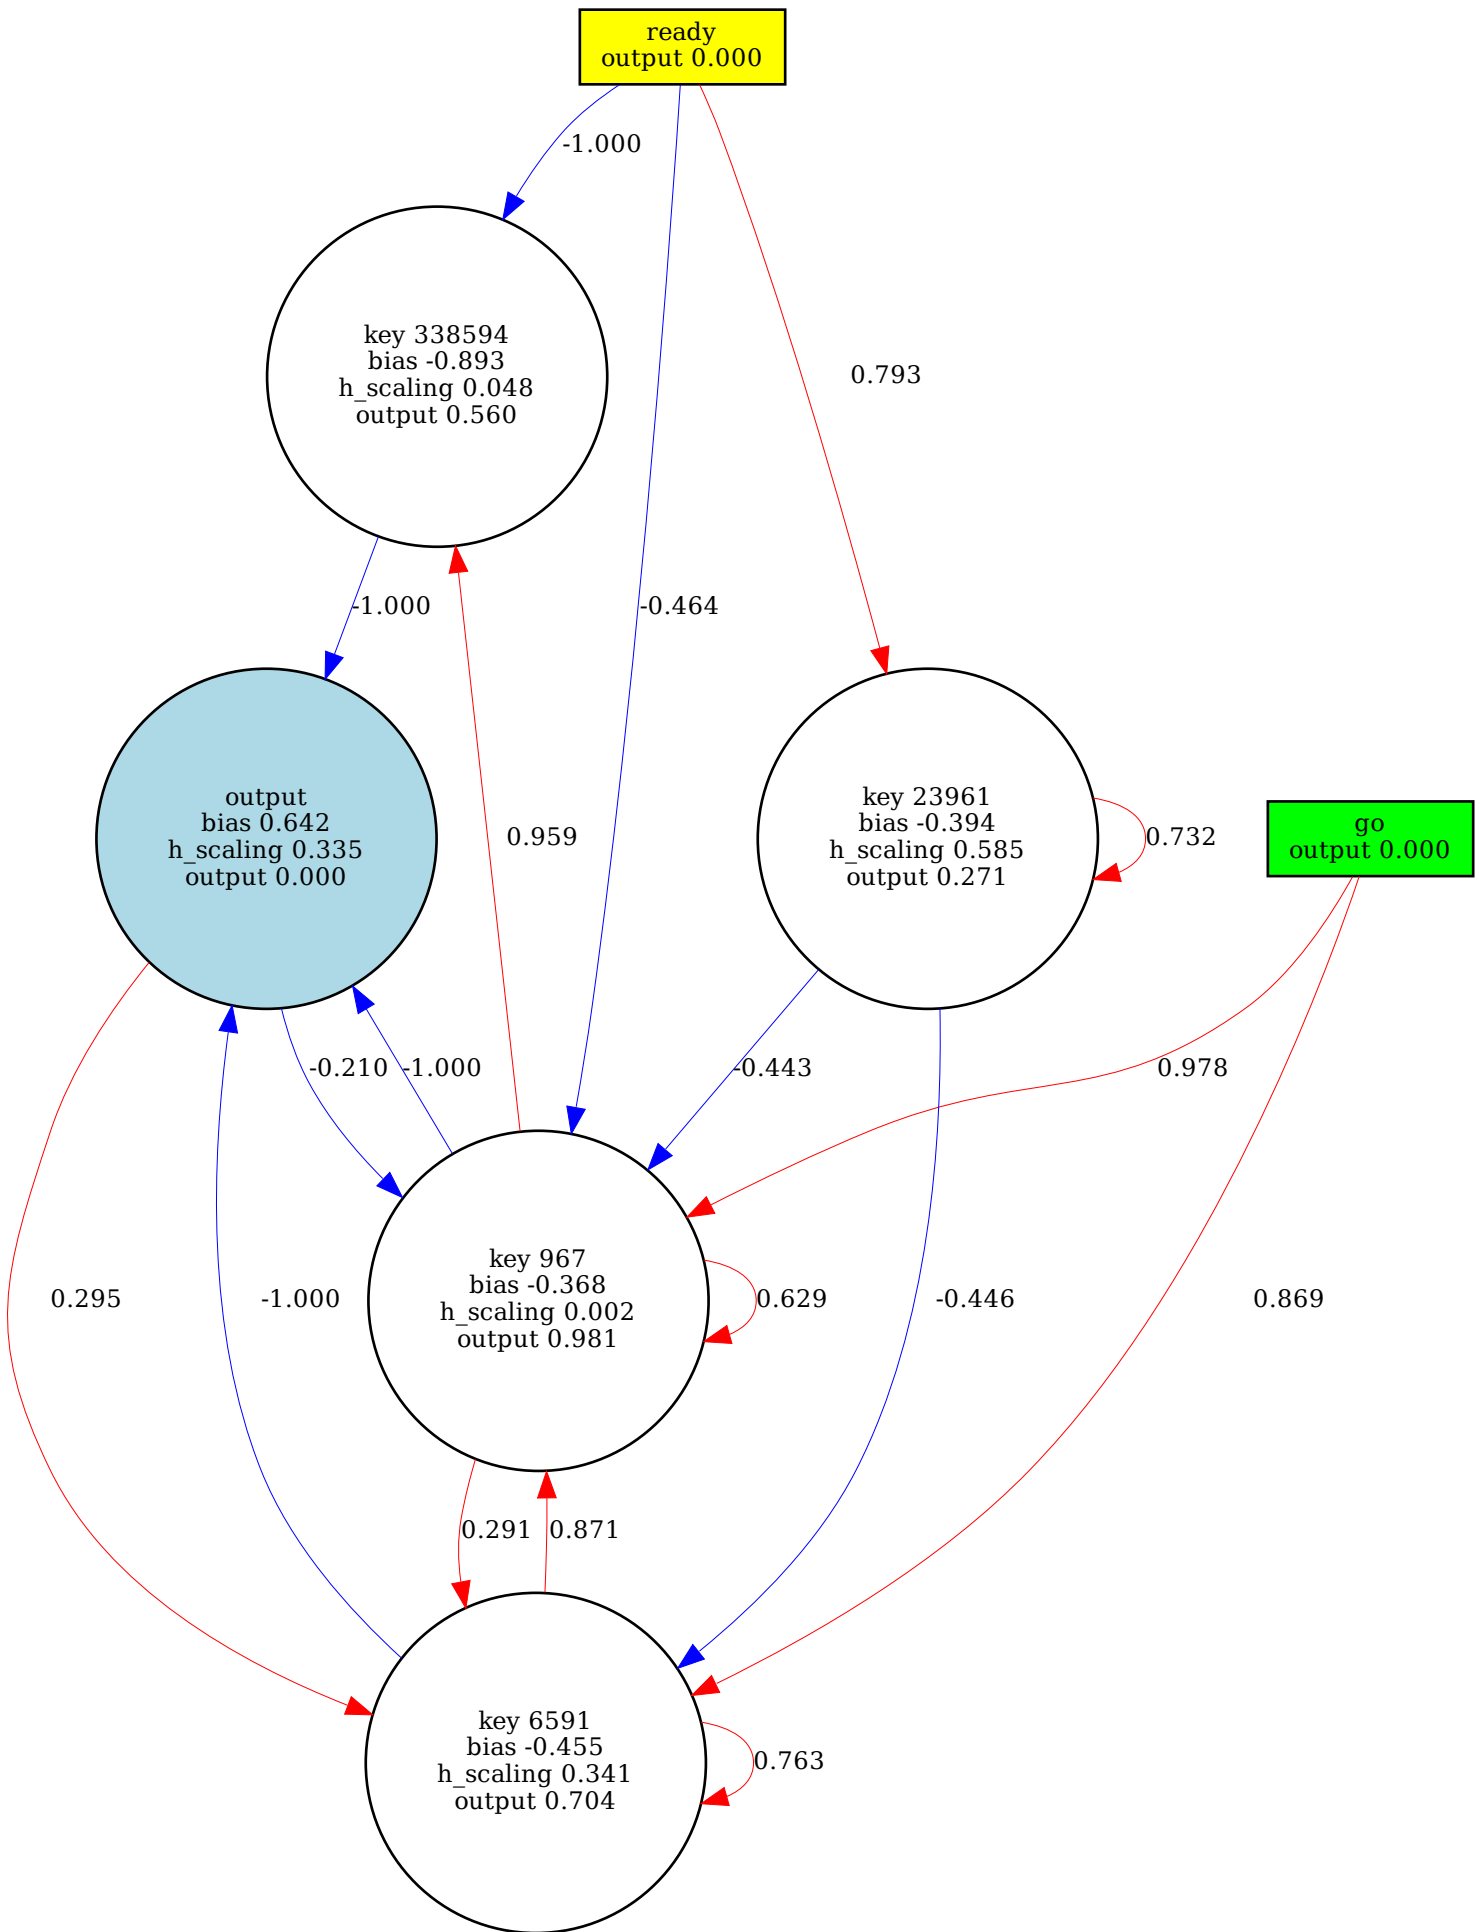 ready
output 0.000
-1.000
key 338594
bias -0.893
h_scaling 0.048
output 0.560
0.793
-1.000
-0.464
output
bias 0.642
h_scaling 0.335
output 0.000
0.959
key 23961
bias -0.394
h_scaling 0.585
output 0.271
0.732
go
output 0.000
-0.210
-1.000
-0.443
0.978
0.295
-1.000
key 967
bias -0.368
h_scaling 0.002
output 0.981
0.629
-0.446
0.869
0.291
0.871
key 6591
bias -0.455
h_scaling 0.341
output 0.704
0.763